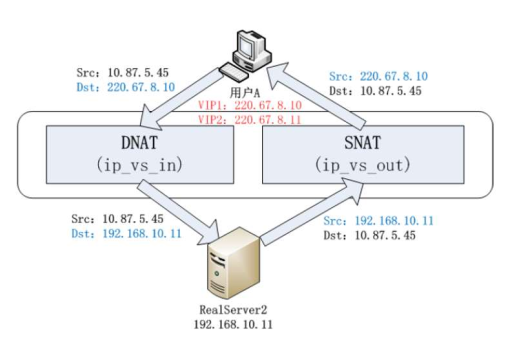 Src: 10.87.5.45
Dst: 220.67.8.10
用户A
VIP1: 220.67.8.10
VIP2: 220.67.8.11
Src: 220.67.8.10
Dst: 10.87.5.45
DNAT
(ip_vs_in)
SNAT
(ip_vs_out)
Src: 10.87.5.45
Dst: 192.168.10.11
Src: 192.168.10.11
Dst: 10.87.5.45
RealServer2
192.168.10.11